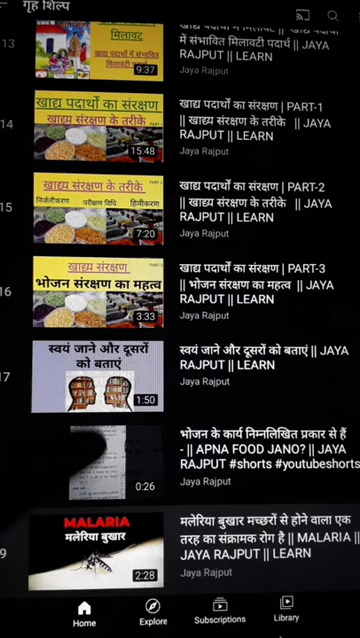 गृह शिल्प
13
खाद्य पदार्थों में संभावित
9:37
में संभावित मिलावटी पदार्थ || JAYA
RAJPUT || LEARN
Jaya Rajput
14
खाद्य पदार्थों का संरक्षण
खाद्य संरक्षण के तरीके
15:48
खाद्य पदार्थों का संरक्षण | PART-1
|| खाद्य संरक्षण के तरीके || JAYA
RAJPUT || LEARN
Jaya Rajput
15
खाद्य संरक्षण के तरीके
निर्जलीकरण परीक्षण विधि हिमीकरण
7:20
खाद्य पदार्थों का संरक्षण | PART-2
|| खाद्य संरक्षण के तरीके || JAYA
RAJPUT || LEARN
Jaya Rajput
16
खाद्य संरक्षण
भोजन संरक्षण का महत्व
3:33
खाद्य पदार्थों का संरक्षण | PART-3
|| भोजन संरक्षण का महत्व || JAYA
RAJPUT || LEARN
Jaya Rajput
17
स्वयं जाने और दूसरों
को बताएं
1:50
स्वयं जाने और दूसरों को बताएं || JAYA
RAJPUT || LEARN
Jaya Rajput
0:26
भोजन के कार्य निम्नलिखित प्रकार से हैं
- || APNA FOOD JANO? || JAYA
RAJPUT #shorts #youtubeshorts
Jaya Rajput
9
MALARIA
मलेरिया बुखार
2:28
मलेरिया बुखार मच्छरों से होने वाला एक
तरह का संक्रामक रोग है || MALARIA ||
JAYA RAJPUT || LEARN
Jaya Rajput
Home
Explore
Subscriptions
Library